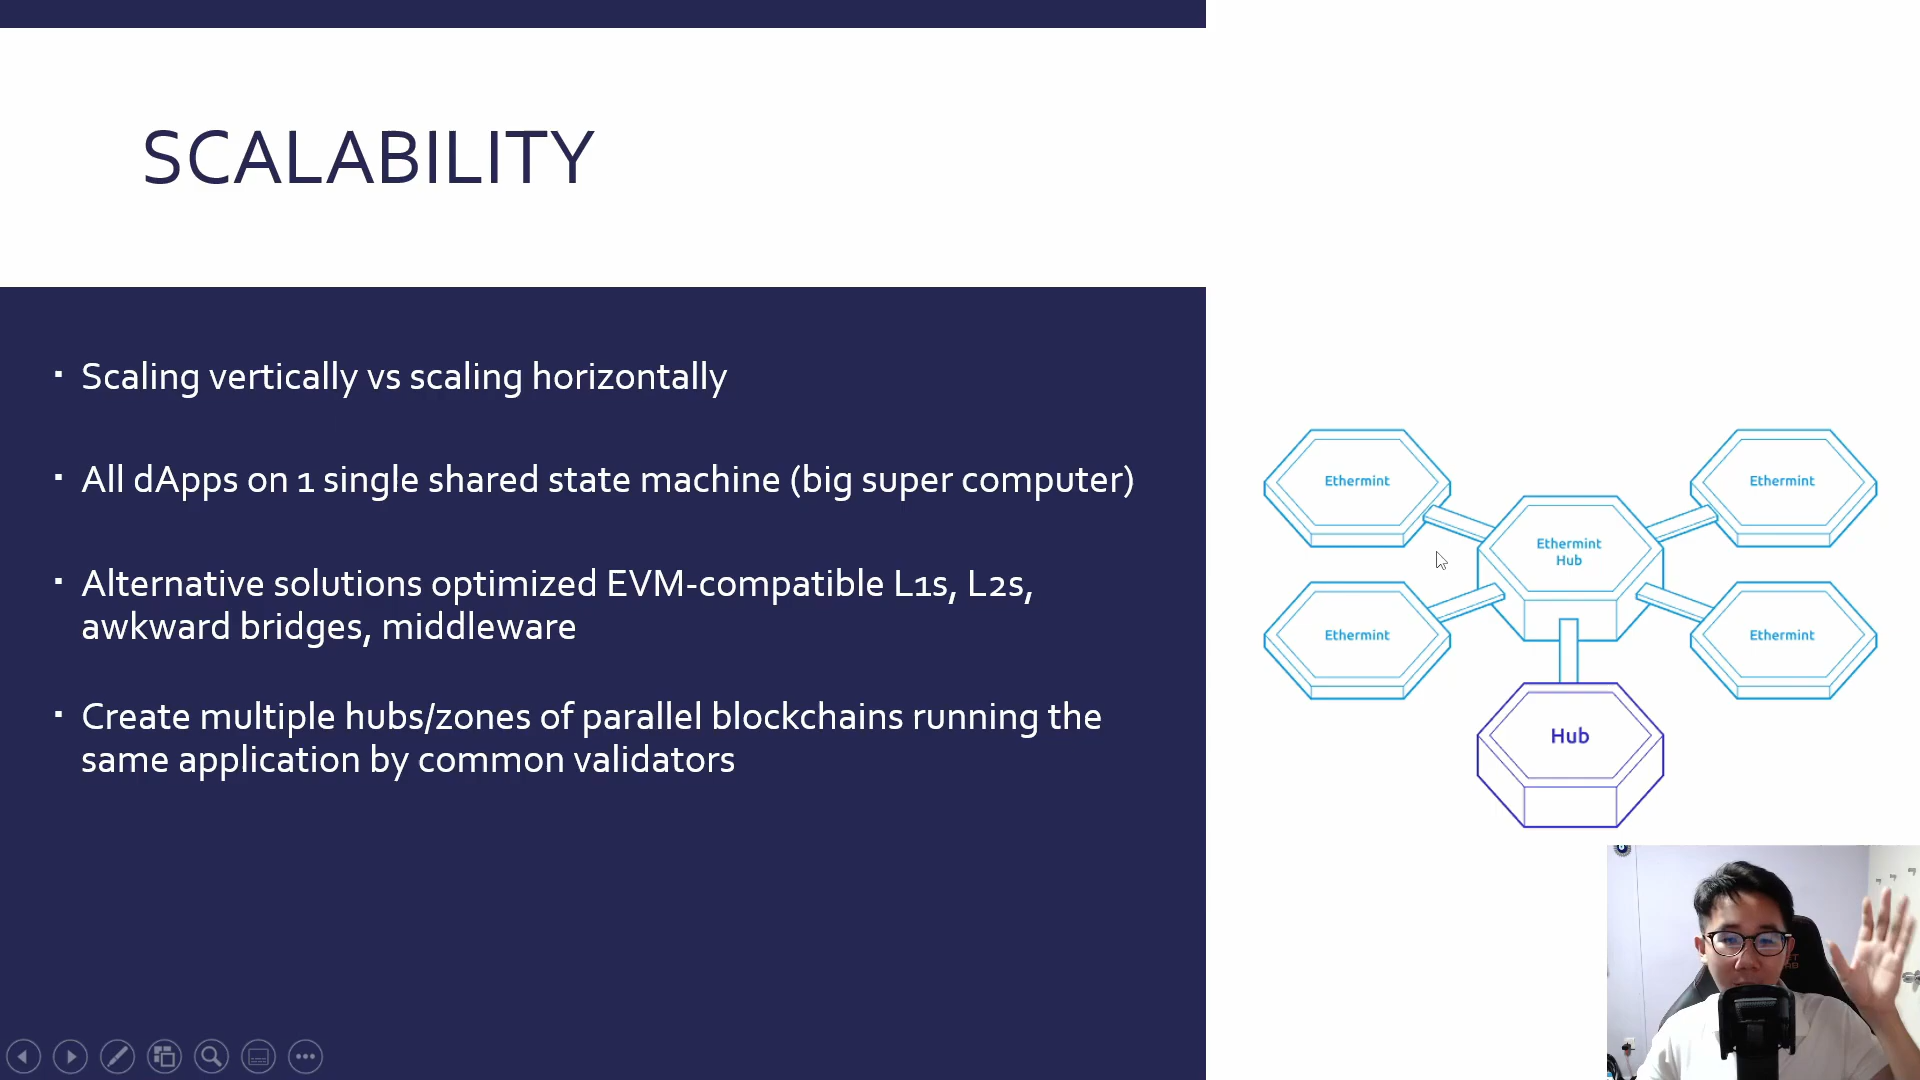 SCALABILITY
Scaling vertically vs scaling horizontally
All dApps on 1 single shared state machine (big super computer)
Alternative solutions optimized EVM-compatible L1s, L2s,
awkward bridges, middleware
Create multiple hubs/zones of parallel blockchains running the
same application by common validators
Ethermint
Ethermint
Ethermint
Hub
Ethermint
Ethermint
Hub